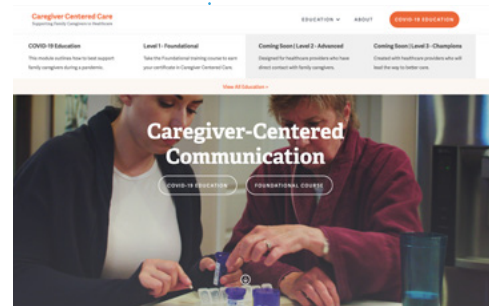 Caregiver Centered Care
Supporting Family Caregivers in Healthcare
EDUCATION
ABOUT
COVID-19 EDUCATION
COVID-19 Education
This module outlines how to best support
family caregivers during a pandemic.
Level 1 - Foundational
Take the Foundational training course to earn
your certificate in Caregiver Centered Care.
Coming Soon | Level 2 - Advanced
Designed for healthcare providers who have
direct contact with family caregivers.
Coming Soon | Level 3 - Champions
Created with healthcare providers who will
lead the way to better care.
View All Education
Caregiver-Centered
Communication
COVID-19 EDUCATION
FOUNDATIONAL COURSE